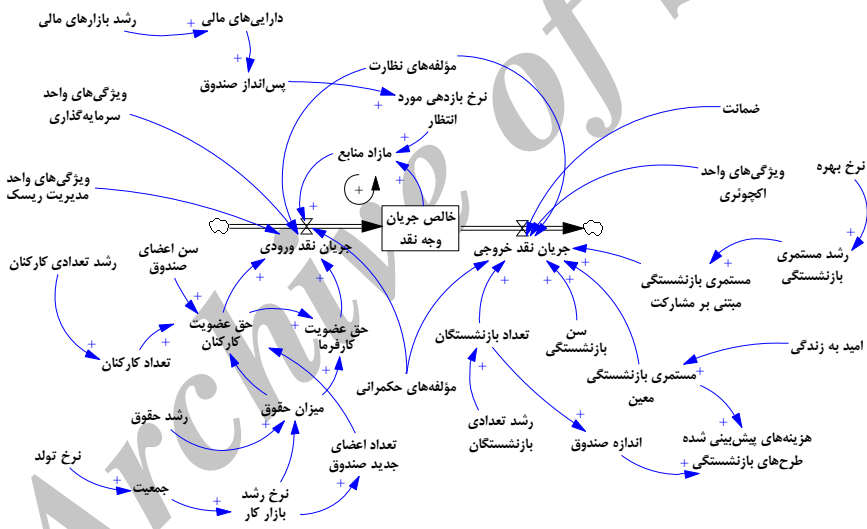 رشد بازارهای مالی
دارایی‌های مالی
پس‌انداز صندوق
مؤلفه‌های نظارت
نرخ بازدهی مورد
انتظار
مازاد منابع
ویژگی‌های واحد
سرمایه‌گذاری
ویژگی‌های واحد
مدیریت ریسک
ضمانت
ویژگی‌های واحد
اکچوئری
نرخ بهره
خالص جریان
وجه نقد
جریان نقد ورودی
جریان نقد خروجی
رشد مستمری
بازنشستگی
مستمری بازنشستگی
مبتنی بر مشارکت
سن اعضای
صندوق
رشد تعدادی کارکنان
حق عضویت
کارکنان
حق عضویت
کارفرما
تعداد کارکنان
تعداد بازنشستگان
سن
بازنشستگی
امید به زندگی
مستمری بازنشستگی
معین
مؤلفه‌های حکمرانی
میزان حقوق
رشد حقوق
تعداد اعضای
جدید صندوق
رشد تعدادی
بازنشستگان
اندازه صندوق
هزینه‌های پیش‌بینی شده
طرح‌های بازنشستگی
نرخ تولد
جمعیت
نرخ رشد
بازار کار
Archive of